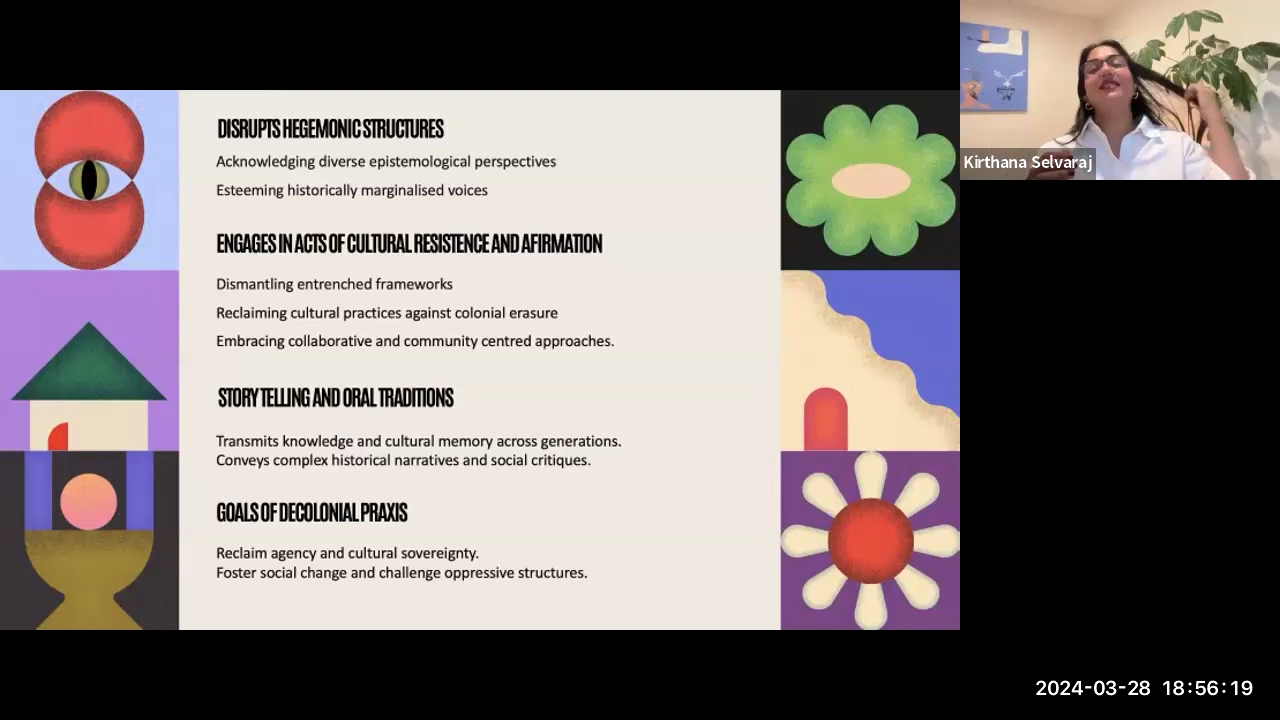 DISRUPTS HEGEMONIC STRUCTURES
Acknowledging diverse epistemological perspectives
Esteeming historically marginalised voices
ENGAGES IN ACTS OF CULTURAL RESISTENCE AND AFIRMATION
Dismantling entrenched frameworks
Reclaiming cultural practices against colonial erasure
Embracing collaborative and community centred approaches.
STORY TELLING AND ORAL TRADITIONS
Transmits knowledge and cultural memory across generations.
Conveys complex historical narratives and social critiques.
GOALS OF DECOLONIAL PRAXIS
Reclaim agency and cultural sovereignty.
Foster social change and challenge oppressive structures.
Kirthana Selvaraj
2024-03-28 18:56:19